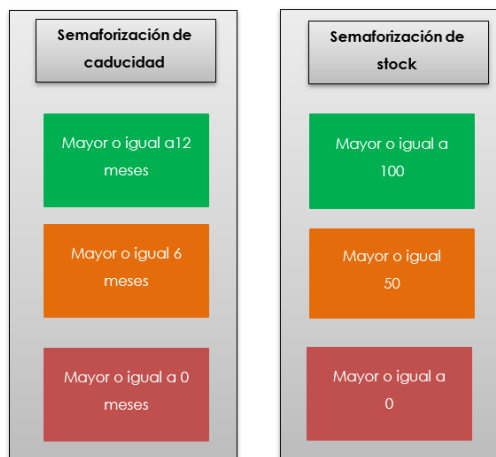 Semaforización de
caducidad
Mayor o igual a12
meses
Mayor o igual 6
meses
Mayor o igual a 0
meses
Semaforización de
stock
Mayor o igual a
100
Mayor o igual
50
Mayor o igual a
0